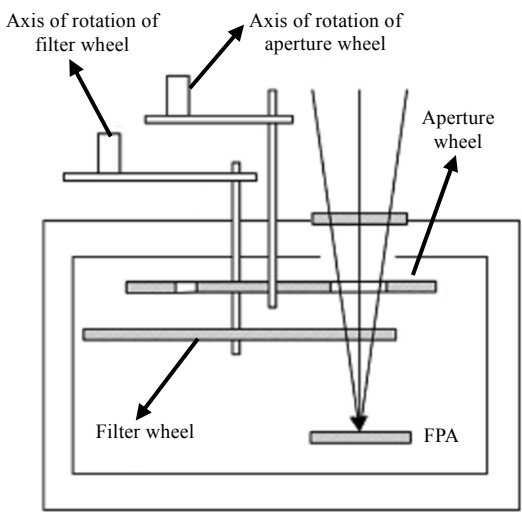 Axis of rotation of
filter wheel
Axis of rotation of
aperture wheel
Aperture
wheel
Filter wheel
FPA